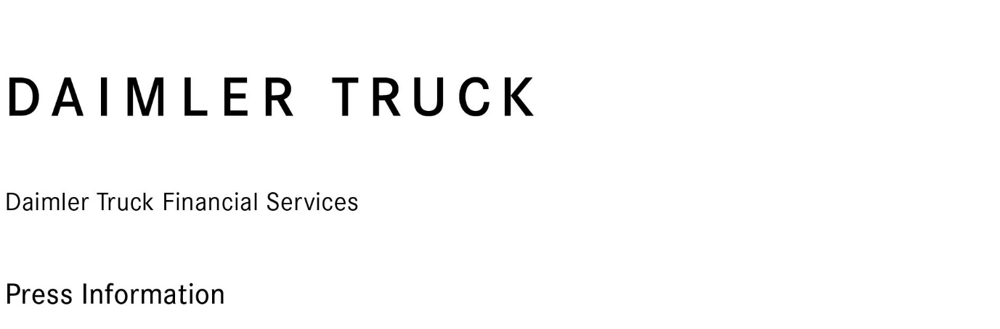 DAIMLER TRUCK
Daimler Truck Financial Services
Press Information